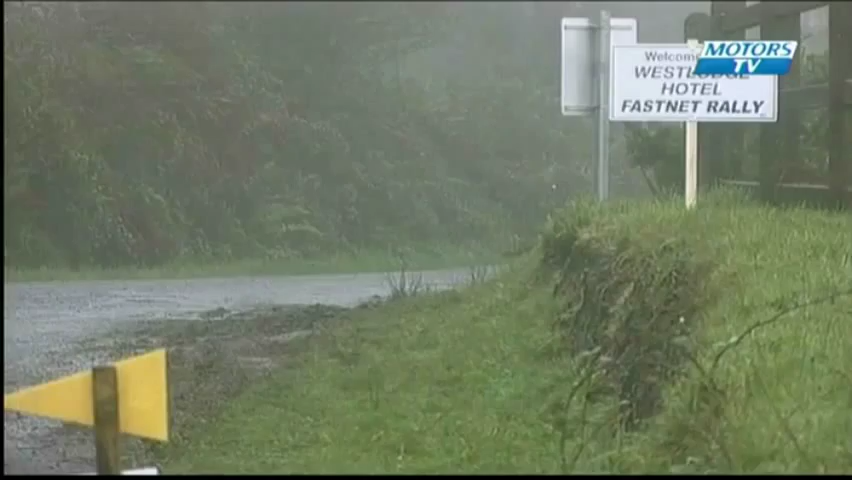 Welcome
MOTORS
TV
WESTLODGE
HOTEL
FASTNET RALLY